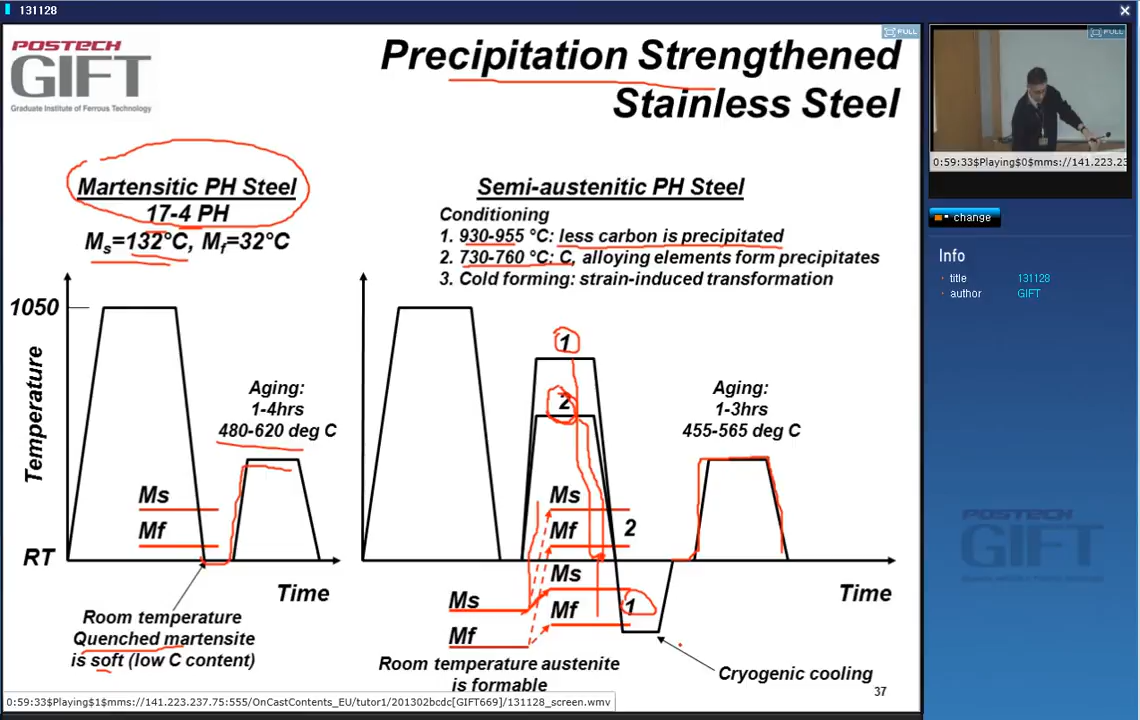 131128
POSTECH
GIFT
Graduate Institute of Ferrous Technology
FULL
Precipitation Strengthened
Stainless Steel
Martensitic PH Steel
17-4 PH
Ms=132°C, Mf=32°C
Semi-austenitic PH Steel
Conditioning
1. 930-955 °C: less carbon is precipitated
2. 730-760 °C: C, alloying elements form precipitates
3. Cold forming: strain-induced transformation
1050
Temperature
Aging:
1-4hrs
480-620 deg C
Ms
Mf
RT
Time
Room temperature
Quenched martensite
is soft (low C content)
1
2
Aging:
1-3hrs
455-565 deg C
Ms
Mf
2
Ms
Mf
1
Ms
Mf
Time
Room temperature austenite
is formable
Cryogenic cooling
37
0:59:33$Playing$1$mms://141.223.237.75:555/OnCastContents_EU/tutor1/201302bcdc[GIFT669]/131128_screen.wmv
FULL
0:59:33$Playing$0$mms://141.223.23
change
Info
title 131128
author GIFT
POSTECH
GIFT